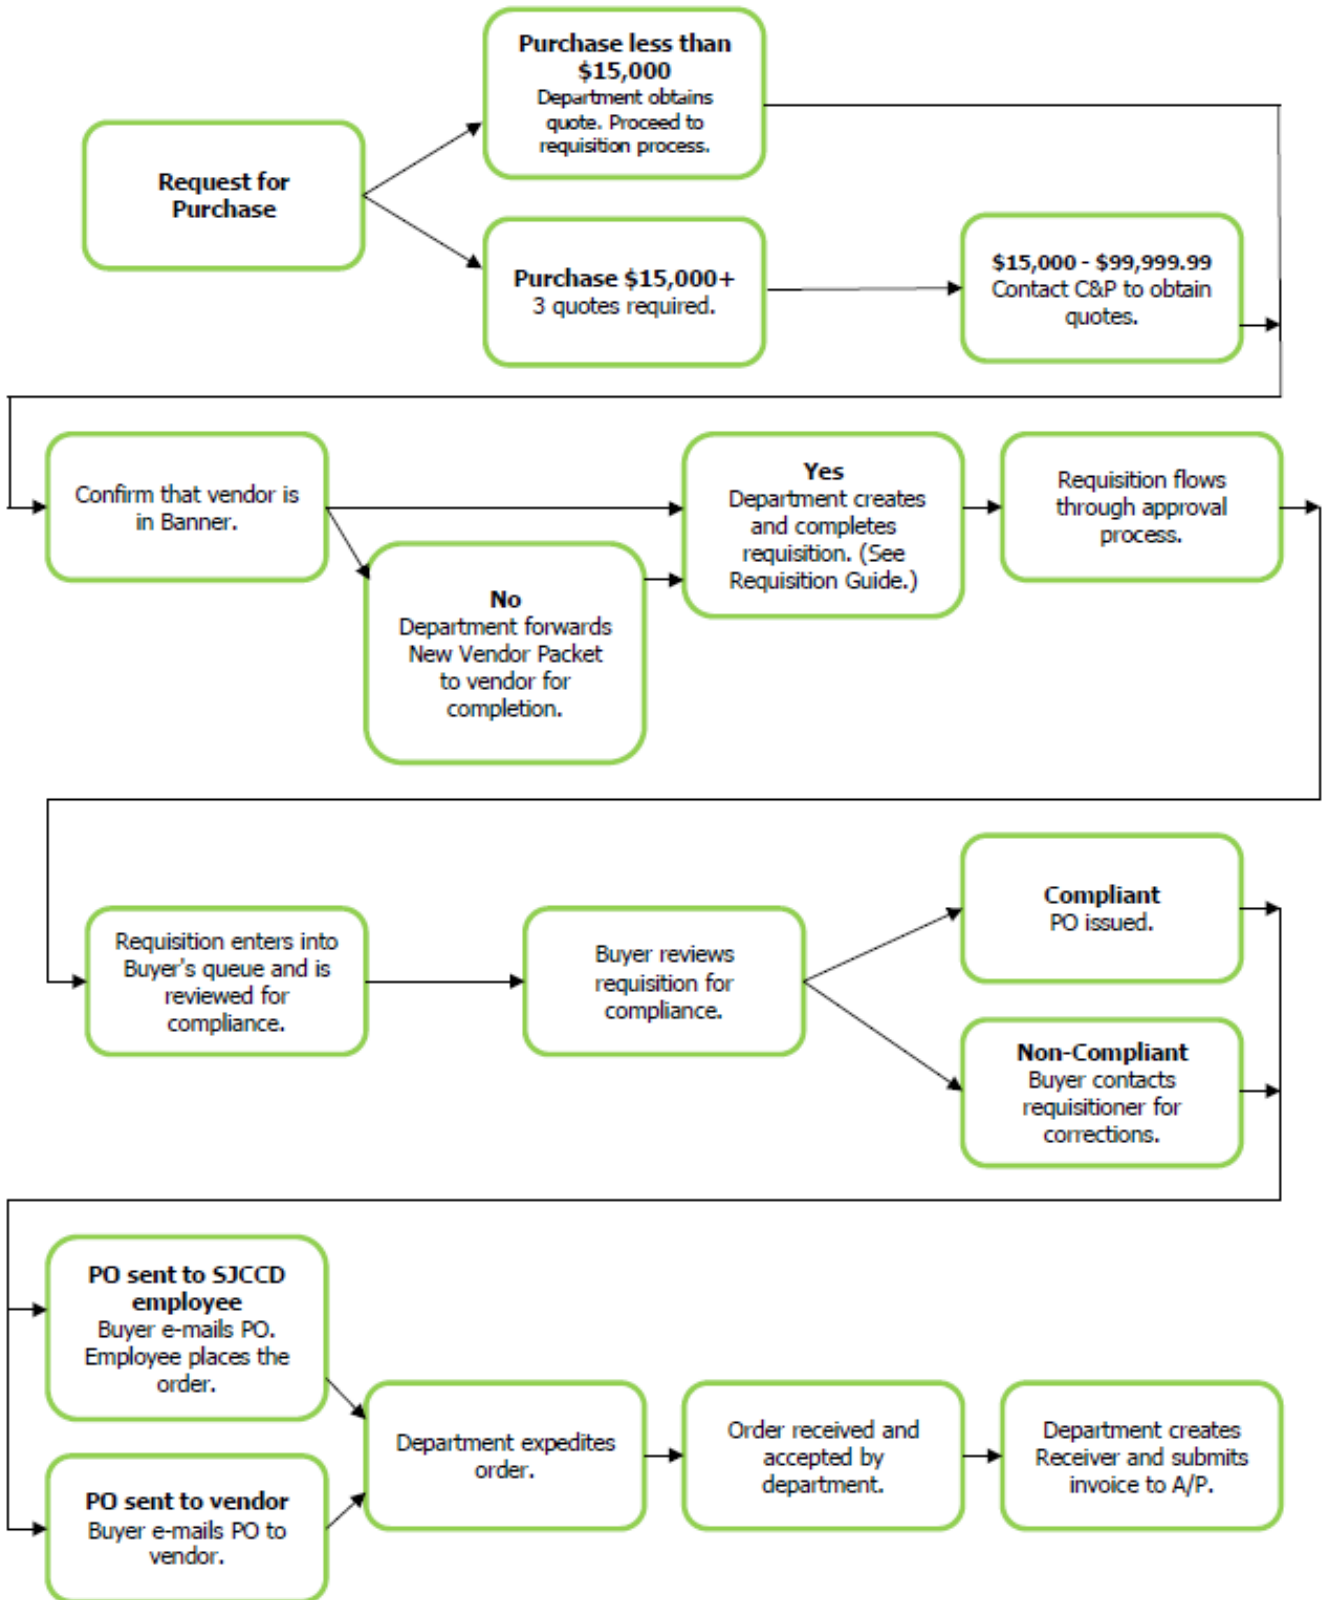 Purchase less than
$15,000
Department obtains
quote. Proceed to
requisition process.
Request for
Purchase
Purchase $15,000+
3 quotes required.
$15,000 - $99,999.99
Contact C&P to obtain
quotes.
Confirm that vendor is
in Banner.
Yes
Department creates
and completes
requisition. (See
Requisition Guide.)
Requisition flows
through approval
process.
No
Department forwards
New Vendor Packet
to vendor for
completion.
Requisition enters into
Buyer's queue and is
reviewed for
compliance.
Buyer reviews
requisition for
compliance.
Compliant
PO issued.
Non-Compliant
Buyer contacts
requisitioner for
corrections.
PO sent to SJCCD
employee
Buyer e-mails PO.
Employee places the
order.
PO sent to vendor
Buyer e-mails PO to
vendor.
Department expedites
order.
Order received and
accepted by
department.
Department creates
Receiver and submits
invoice to A/P.